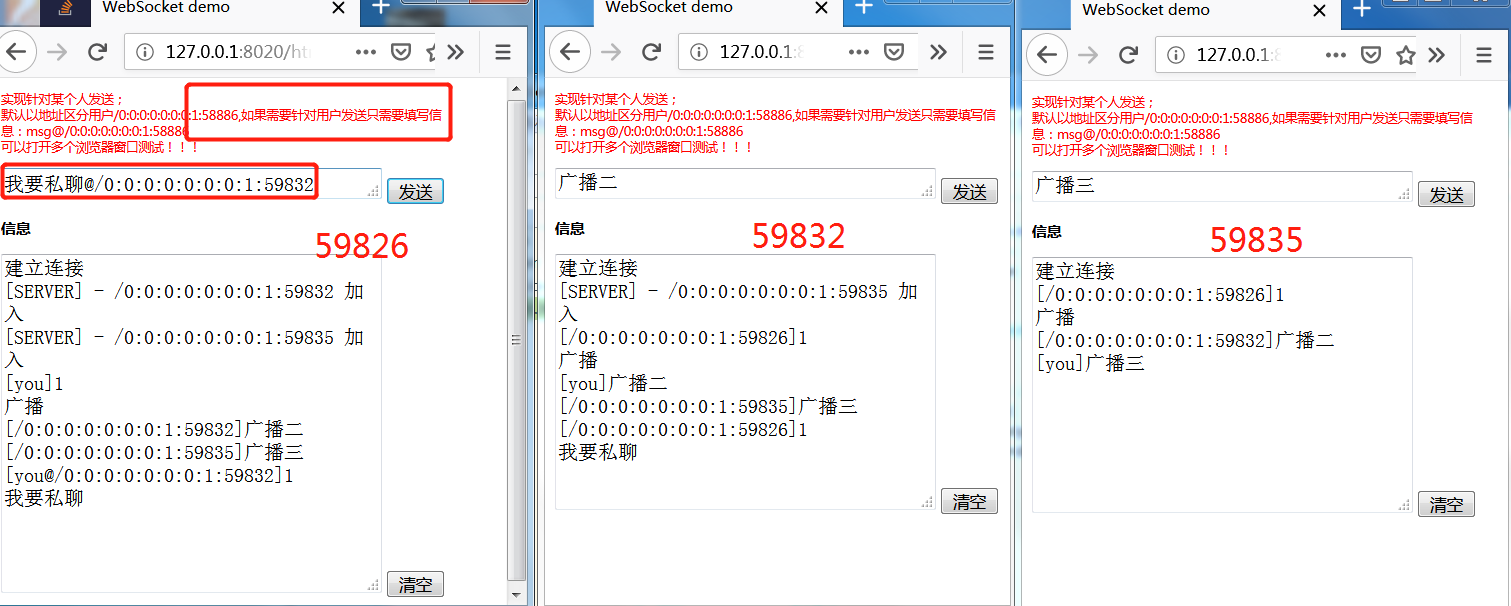 WebSocket demo
127.0.0.1:8020/ht
实现针对某个人发送；
默认以地址区分用户/0:0:0:0:0:0:0:1:58886,如果需要针对用户发送只需要填写信
息：msg@/0:0:0:0:0:0:0:1:58886
可以打开多个浏览器窗口测试！！！
我要私聊@/0:0:0:0:0:0:0:1:59832
发送
信息
59826
建立连接
[SERVER] - /0:0:0:0:0:0:0:1:59832 加
入
[SERVER] - /0:0:0:0:0:0:0:1:59835 加
入
[you]1
广播
[/0:0:0:0:0:0:0:1:59832]广播二
[/0:0:0:0:0:0:0:1:59835]广播三
[you@/0:0:0:0:0:0:0:1:59832]1
我要私聊
清空
WebSocket demo
127.0.0.1:8
实现针对某个人发送；
默认以地址区分用户/0:0:0:0:0:0:0:1:58886,如果需要针对用户发送只需要填写信
息：msg@/0:0:0:0:0:0:0:1:58886
可以打开多个浏览器窗口测试！！！
广播二
发送
信息
59832
建立连接
[SERVER] - /0:0:0:0:0:0:0:1:59835 加
入
[/0:0:0:0:0:0:0:1:59826]1
广播
[you]广播二
[/0:0:0:0:0:0:0:1:59835]广播三
[/0:0:0:0:0:0:0:1:59826]1
我要私聊
清空
WebSocket demo
127.0.0.1:
实现针对某个人发送；
默认以地址区分用户/0:0:0:0:0:0:0:1:58886,如果需要针对用户发送只需要填写信
息：msg@/0:0:0:0:0:0:0:1:58886
可以打开多个浏览器窗口测试！！！
广播三
发送
信息
59835
建立连接
[/0:0:0:0:0:0:0:1:59826]1
广播
[/0:0:0:0:0:0:0:1:59832]广播二
[you]广播三
清空